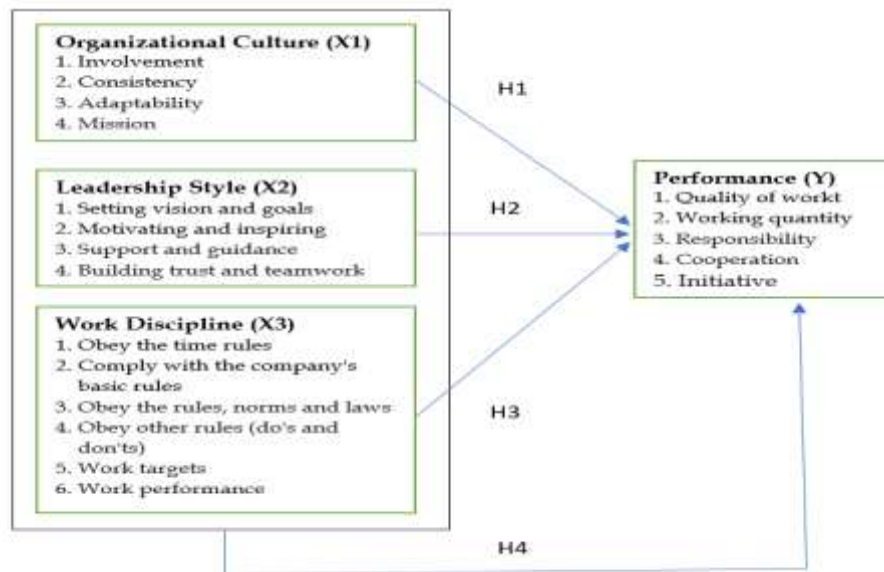 Organizational Culture (X1)
1. Involvement
2. Consistency
3. Adaptability
4. Mission
H1
Leadership Style (X2)
1. Setting vision and goals
2. Motivating and inspiring
3. Support and guidance
4. Building trust and teamwork
H2
Performance (Y)
1. Quality of workt
2. Working quantity
3. Responsibility
4. Cooperation
5. Initiative
Work Discipline (X3)
1. Obey the time rules
2. Comply with the company's
basic rules
3. Obey the rules, norms and laws
4. Obey other rules (do's and
don'ts)
5. Work targets
6. Work performance
H3
H4